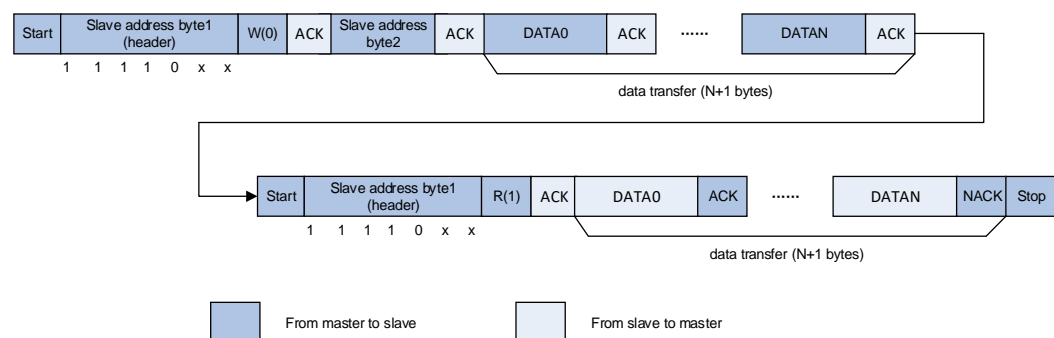 Start Slave address byte1 (header) W(0) ACK Slave address byte2 ACK DATA0 ACK ...... DATAN ACK
1 1 1 1 0 x x
data transfer (N+1 bytes)
Start Slave address byte1 (header) R(1) ACK DATA0 ACK ...... DATAN NACK Stop
1 1 1 1 0 x x
data transfer (N+1 bytes)
From master to slave From slave to master